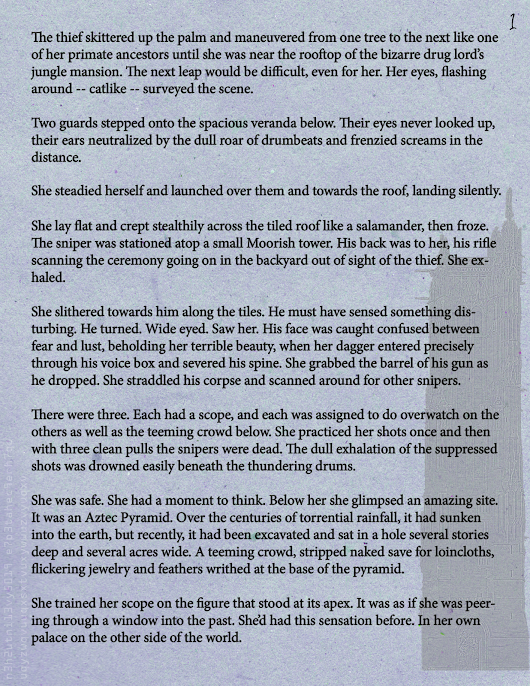 1
The thief skittered up the palm and maneuvered from one tree to the next like one
of her primate ancestors until she was near the rooftop of the bizarre drug lord's
jungle mansion. The next leap would be difficult, even for her. Her eyes, flashing
around -- catlike -- surveyed the scene.
Two guards stepped onto the spacious veranda below. Their eyes never looked up,
their ears neutralized by the dull roar of drumbeats and frenzied screams in the
distance.
She steadied herself and launched over them and towards the roof, landing silently.
She lay flat and crept stealthily across the tiled roof like a salamander, then froze.
The sniper was stationed atop a small Moorish tower. His back was to her, his rifle
scanning the ceremony going on in the backyard out of sight of the thief. She ex-
haled.
She slithered towards him along the tiles. He must have sensed something dis-
turbing. He turned. Wide eyed. Saw her. His face was caught confused between
fear and lust, beholding her terrible beauty, when her dagger entered precisely
through his voice box and severed his spine. She grabbed the barrel of his gun as
he dropped. She straddled his corpse and scanned around for other snipers.
There were three. Each had a scope, and each was assigned to do overwatch on the
others as well as the teeming crowd below. She practiced her shots once and then
with three clean pulls the snipers were dead. The dull exhalation of the suppressed
shots was drowned easily beneath the thundering drums.
She was safe. She had a moment to think. Below her she glimpsed an amazing site.
It was an Aztec Pyramid. Over the centuries of torrential rainfall, it had sunken
into the earth, but recently, it had been excavated and sat in a hole several stories
deep and several acres wide. A teeming crowd, stripped naked save for loincloths,
flickering jewelry and feathers writhed at the base of the pyramid.
She trained her scope on the figure that stood at its apex. It was as if she was peer-
ing through a window into the past. She'd had this sensation before. In her own
palace on the other side of the world.